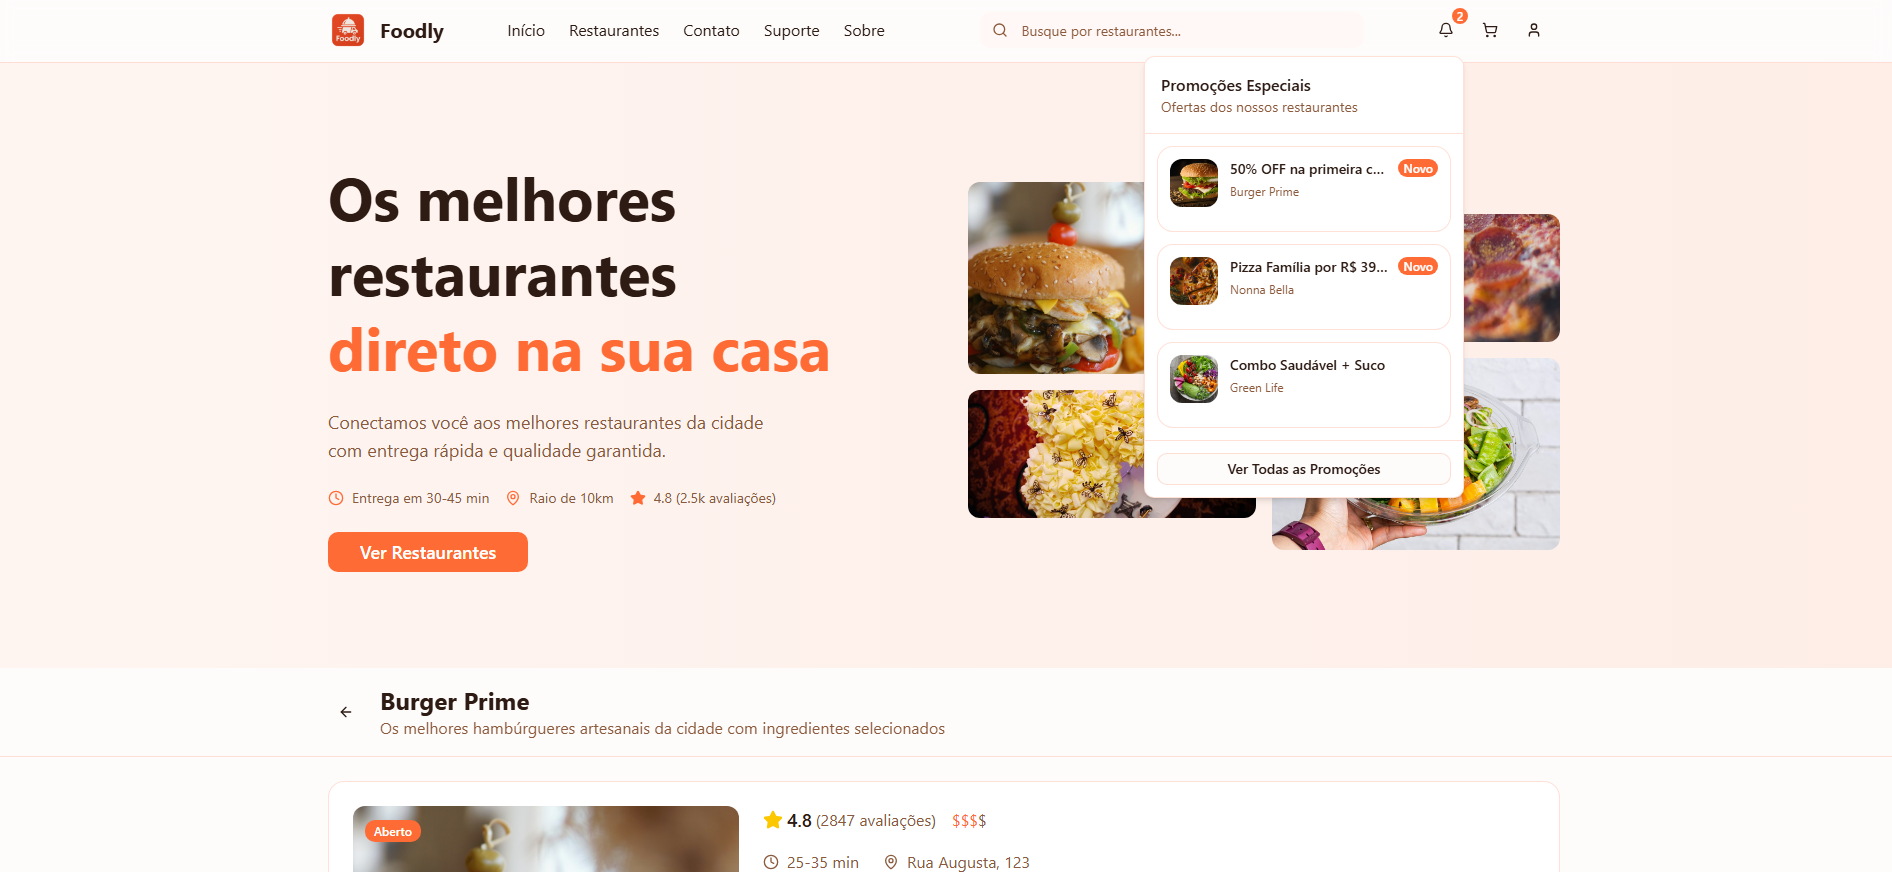 Foodly
Foodly
Início
Restaurantes
Contato
Suporte
Sobre
Busque por restaurantes...
2
Promoções Especiais
Ofertas dos nossos restaurantes
50% OFF na primeira c...
Novo
Burger Prime
Pizza Família por R$ 39...
Novo
Nonna Bella
Combo Saudável + Suco
Green Life
Ver Todas as Promoções
Os melhores
restaurantes
direto na sua casa
Conectamos você aos melhores restaurantes da cidade
com entrega rápida e qualidade garantida.
Entrega em 30-45 min
Raio de 10km
4.8 (2.5k avaliações)
Ver Restaurantes
Burger Prime
Os melhores hambúrgueres artesanais da cidade com ingredientes selecionados
Aberto
4.8 (2847 avaliações)
$$$$
25-35 min
Rua Augusta, 123